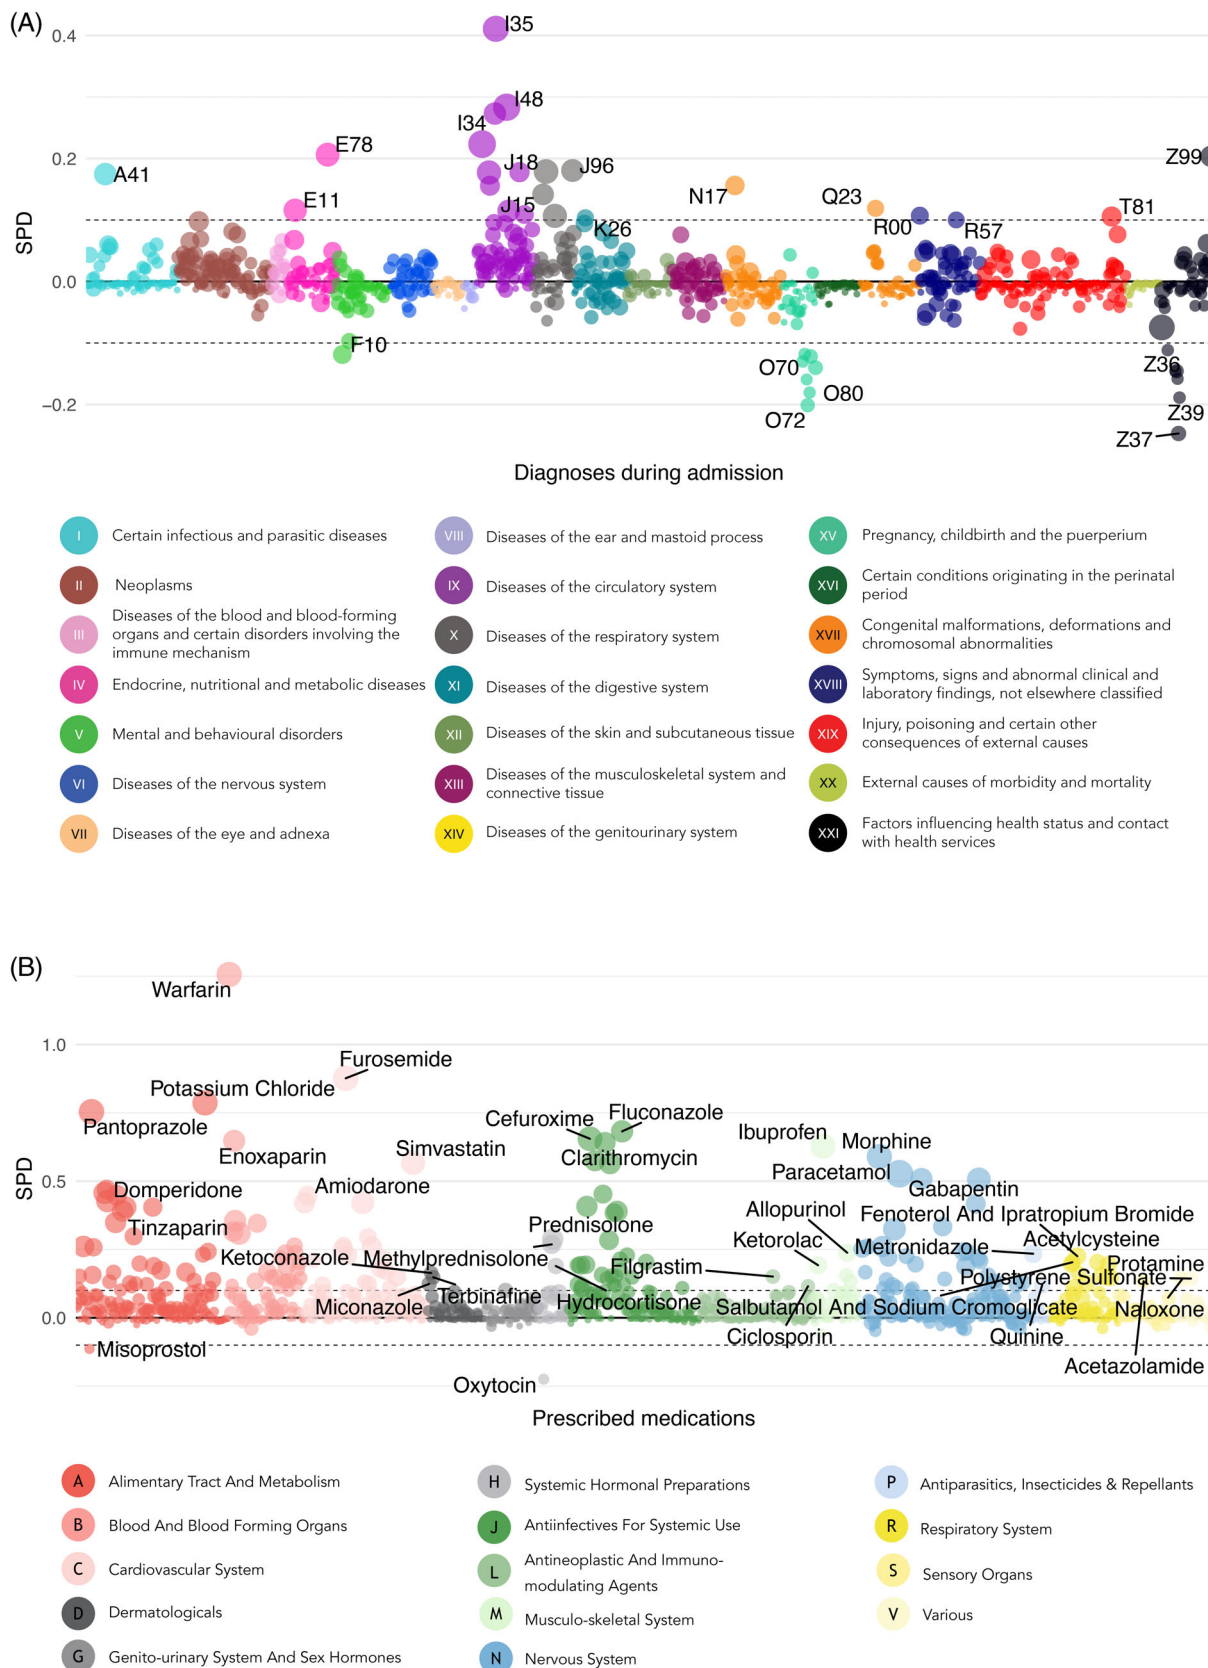 (A)
0.4
0.2
0.0
−0.2
SPD
I35
I48
I34
E78
A41
J18
J96
Z99
E11
J15
N17
Q23
T81
K26
R00
R57
F10
O70
O80
O72
Z36
Z39
Z37
Diagnoses during admission
I Certain infectious and parasitic diseases
II Neoplasms
III Diseases of the blood and blood-forming
organs and certain disorders involving the
immune mechanism
IV Endocrine, nutritional and metabolic diseases
V Mental and behavioural disorders
VI Diseases of the nervous system
VII Diseases of the eye and adnexa
VIII Diseases of the ear and mastoid process
IX Diseases of the circulatory system
X Diseases of the respiratory system
XI Diseases of the digestive system
XII Diseases of the skin and subcutaneous tissue
XIII Diseases of the musculoskeletal system and
connective tissue
XIV Diseases of the genitourinary system
XV Pregnancy, childbirth and the puerperium
XVI Certain conditions originating in the perinatal
period
XVII Congenital malformations, deformations and
chromosomal abnormalities
XVIII Symptoms, signs and abnormal clinical and
laboratory findings, not elsewhere classified
XIX Injury, poisoning and certain other
consequences of external causes
XX External causes of morbidity and mortality
XXI Factors influencing health status and contact
with health services
(B)
1.0
0.5
0.0
SPD
Warfarin
Furosemide
Potassium Chloride
Pantoprazole
Cefuroxime
Fluconazole
Enoxaparin
Simvastatin
Clarithromycin
Ibuprofen
Morphine
Paracetamol
Domperidone
Amiodarone
Gabapentin
Tinzaparin
Prednisolone
Allopurinol
Fenoterol And Ipratropium Bromide
Ketoconazole
Methylprednisolone
Ketorolac
Metronidazole
Acetylcysteine
Filgrastim
Protamine
Polystyrene Sulfonate
Miconazole
Terbinafine
Hydrocortisone
Salbutamol And Sodium Cromoglicate
Naloxone
Ciclosporin
Quinine
Misoprostol
Acetazolamide
Oxytocin
Prescribed medications
A Alimentary Tract And Metabolism
B Blood And Blood Forming Organs
C Cardiovascular System
D Dermatologicals
G Genito-urinary System And Sex Hormones
H Systemic Hormonal Preparations
J Antiinfectives For Systemic Use
L Antineoplastic And Immuno-
modulating Agents
M Musculo-skeletal System
N Nervous System
P Antiparasitics, Insecticides & Repellants
R Respiratory System
S Sensory Organs
V Various